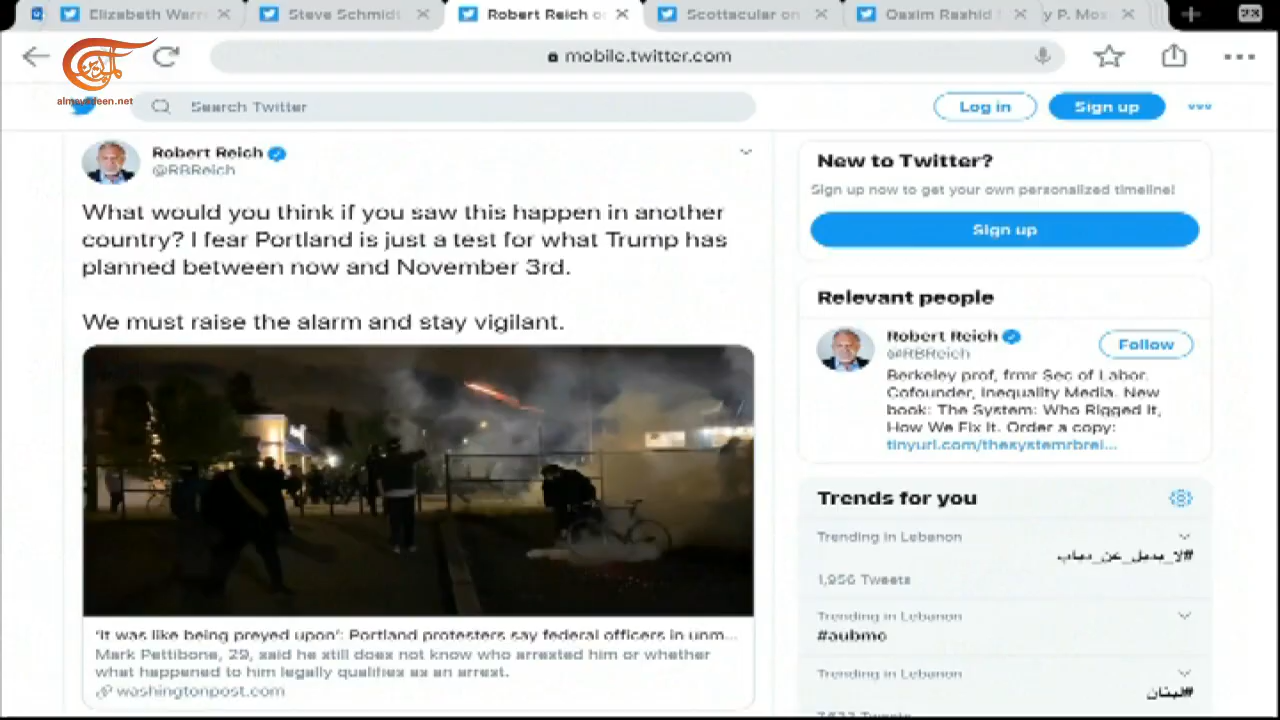 Elizabeth Warr
Steve Schmidt
Robert Reich o
Scottacular on
Qasim Rashid
y P. Mos
23
mobile.twitter.com
الميادين
almayadeen.net
Search Twitter
Log in
Sign up
Robert Reich
@RBReich
What would you think if you saw this happen in another
country? I fear Portland is just a test for what Trump has
planned between now and November 3rd.
We must raise the alarm and stay vigilant.
'It was like being preyed upon': Portland protesters say federal officers in unm...
Mark Pettibone, 29, said he still does not know who arrested him or whether
what happened to him legally qualifies as an arrest.
washingtonpost.com
New to Twitter?
Sign up now to get your own personalized timeline!
Sign up
Relevant people
Robert Reich
@RBReich
Follow
Berkeley prof, frmr Sec of Labor.
Cofounder, Inequality Media. New
book: The System: Who Rigged It,
How We Fix It. Order a copy:
tinyurl.com/thesystemrbrei...
Trends for you
Trending in Lebanon
#لا_بديل_عن_دياب
1,956 Tweets
Trending in Lebanon
#aubmc
Trending in Lebanon
#لبنان
Tweets